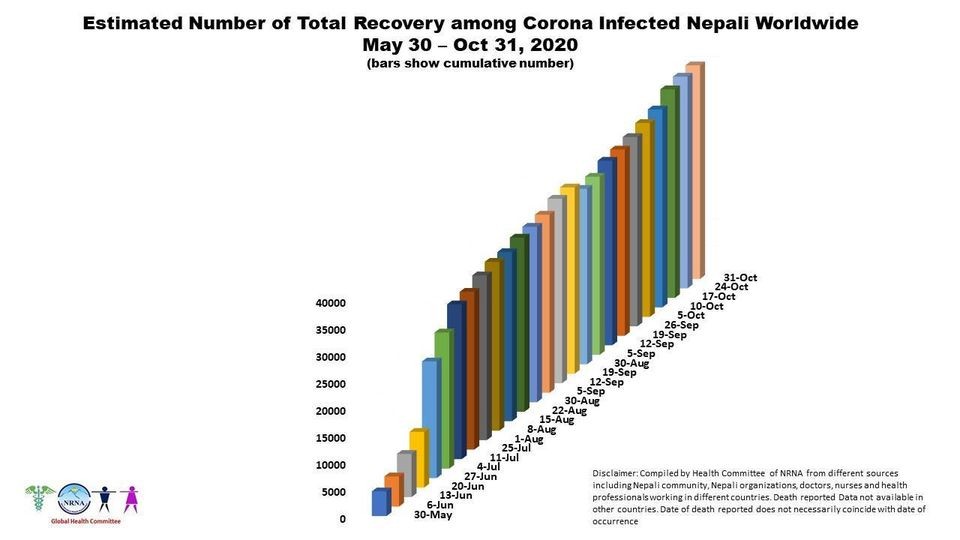 Estimated Number of Total Recovery among Corona Infected Nepali Worldwide
May 30 – Oct 31, 2020
(bars show cumulative number)
40000
35000
30000
25000
20000
15000
10000
5000
0
31-Oct
24-Oct
17-Oct
10-Oct
5-Oct
26-Sep
19-Sep
12-Sep
5-Sep
30-Aug
19-Sep
12-Sep
5-Sep
30-Aug
22-Aug
15-Aug
8-Aug
1-Aug
25-Jul
11-Jul
4-Jul
27-Jun
20-Jun
13-Jun
6-Jun
30-May
NRNA
Global Health Committee
Disclaimer: Compiled by Health Committee of NRNA from different sources
including Nepali community, Nepali organizations, doctors, nurses and health
professionals working in different countries. Death reported Data not available in
other countries. Date of death reported does not necessarily coincide with date of
occurrence